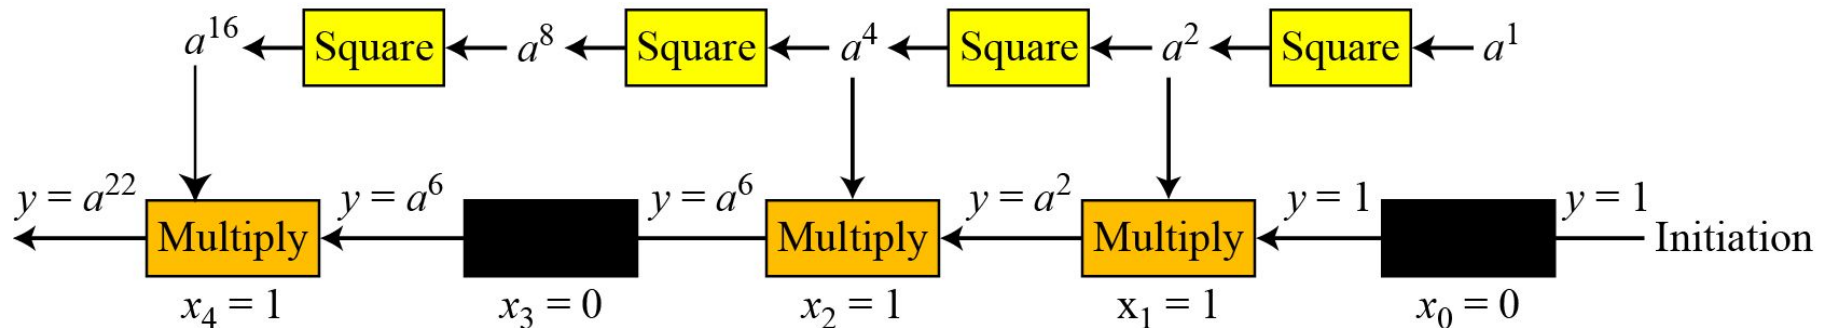 a¹⁶ Square a⁸ Square a⁴ Square a² Square a¹
y = a²² y = a⁶ y = a⁶ y = a² y = 1 y = 1
Multiply Multiply Multiply Initiation
x₄ = 1 x₃ = 0 x₂ = 1 x₁ = 1 x₀ = 0